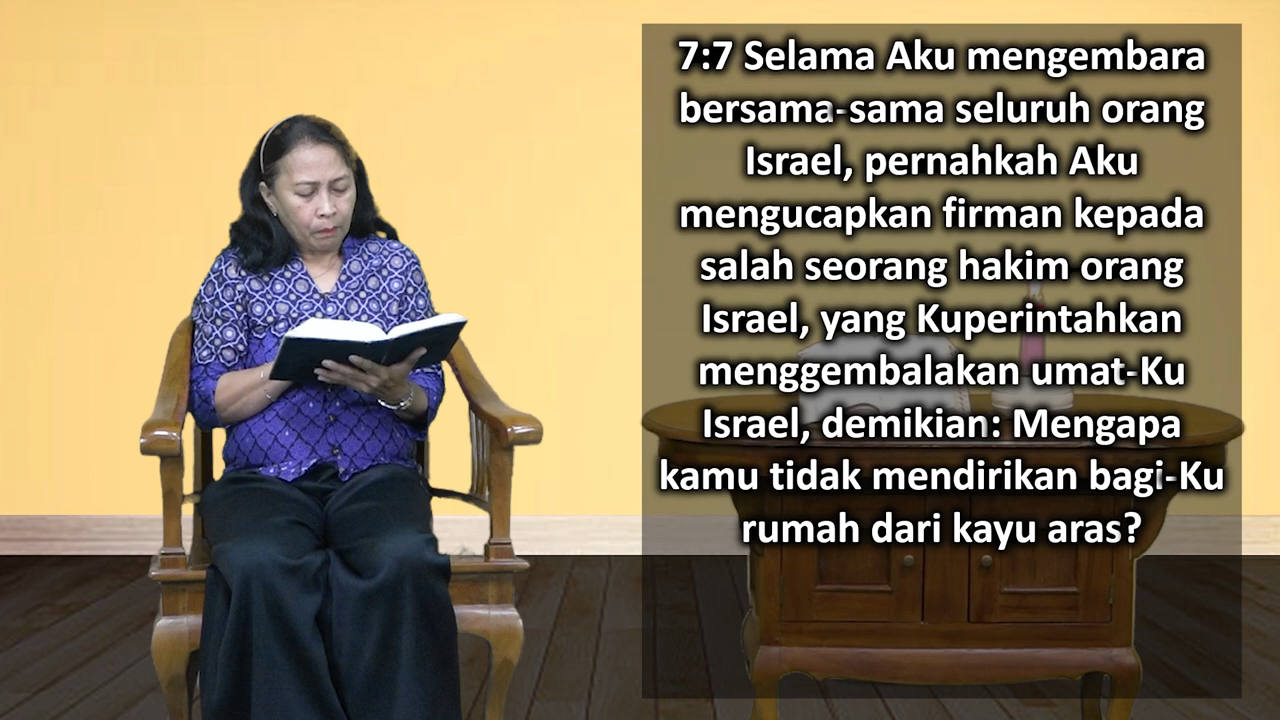 7:7 Selama Aku mengembara
bersama-sama seluruh orang
Israel, pernahkah Aku
mengucapkan firman kepada
salah seorang hakim orang
Israel, yang Kuperintahkan
menggembalakan umat-Ku
Israel, demikian: Mengapa
kamu tidak mendirikan bagi-Ku
rumah dari kayu aras?